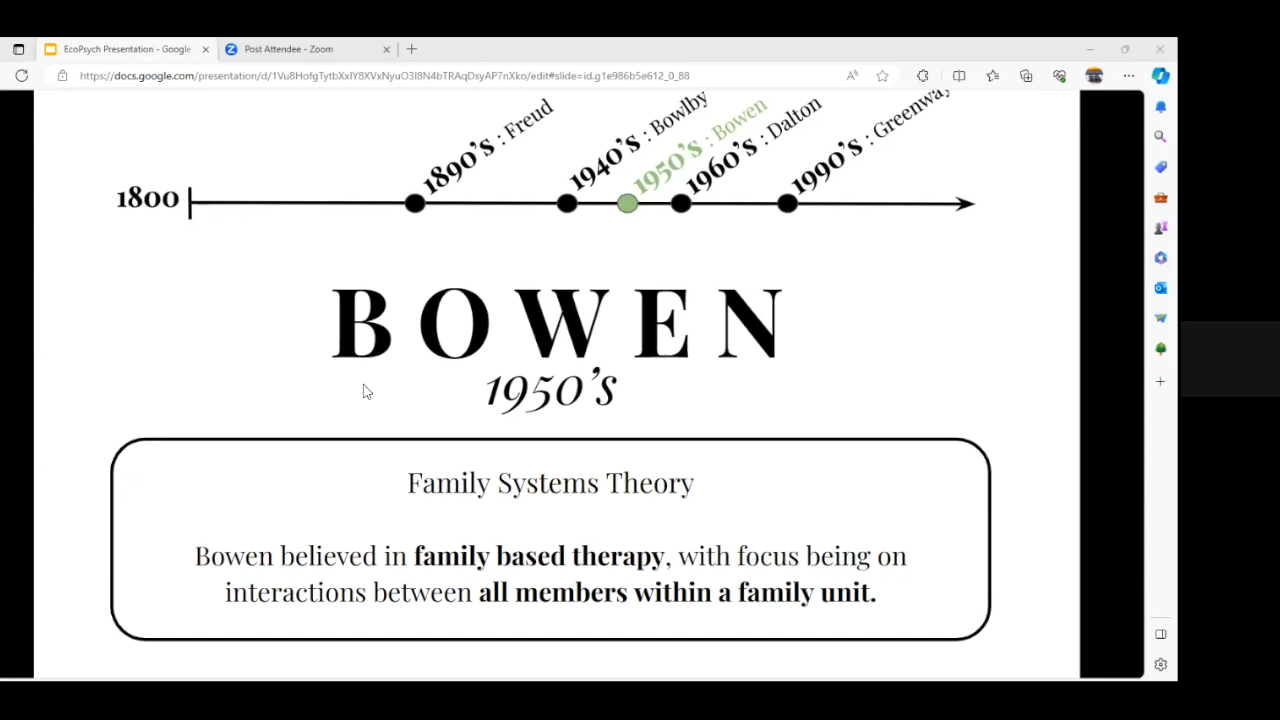 EcoPsych Presentation - Google
Post Attendee - Zoom
https://docs.google.com/presentation/d/1Vu8HofgTytbXxlY8XVxNyuO3I8N4bTRAqDsyAP7nXko/edit#slide=id.g1e986b5e612_0_88
1800
1890's : Freud
1940's : Bowlby
1950's : Bowen
1960's : Dalton
1990's : Greenway
BOWEN
1950's
Family Systems Theory
Bowen believed in family based therapy, with focus being on
interactions between all members within a family unit.